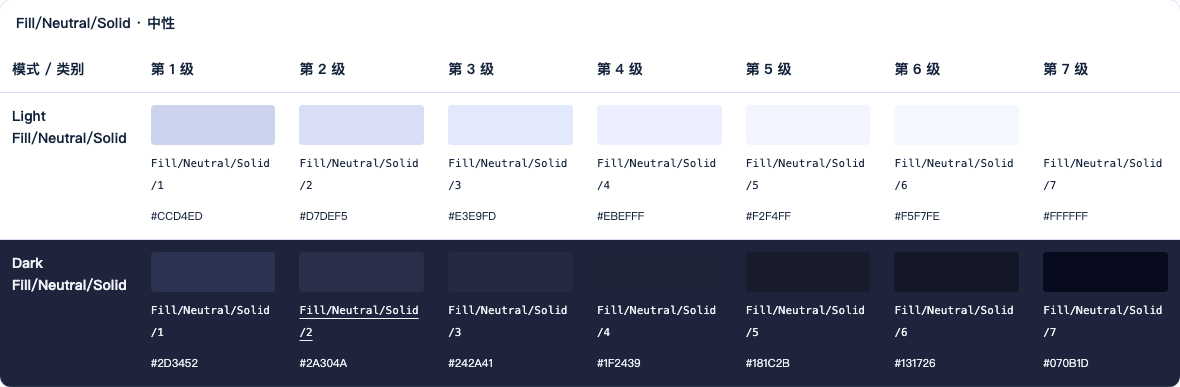 Fill/Neutral/Solid · 中性
模式 / 类别 第 1 级 第 2 级 第 3 级 第 4 级 第 5 级 第 6 级 第 7 级
Light
Fill/Neutral/Solid
Fill/Neutral/Solid Fill/Neutral/Solid Fill/Neutral/Solid Fill/Neutral/Solid Fill/Neutral/Solid Fill/Neutral/Solid Fill/Neutral/Solid
/1 /2 /3 /4 /5 /6 /7
#CCD4ED #D7DEF5 #E3E9FD #EBEFFF #F2F4FF #F5F7FE #FFFFFF
Dark
Fill/Neutral/Solid
Fill/Neutral/Solid Fill/Neutral/Solid Fill/Neutral/Solid Fill/Neutral/Solid Fill/Neutral/Solid Fill/Neutral/Solid Fill/Neutral/Solid
/1 /2 /3 /4 /5 /6 /7
#2D3452 #2A304A #242A41 #1F2439 #181C2B #131726 #070B1D